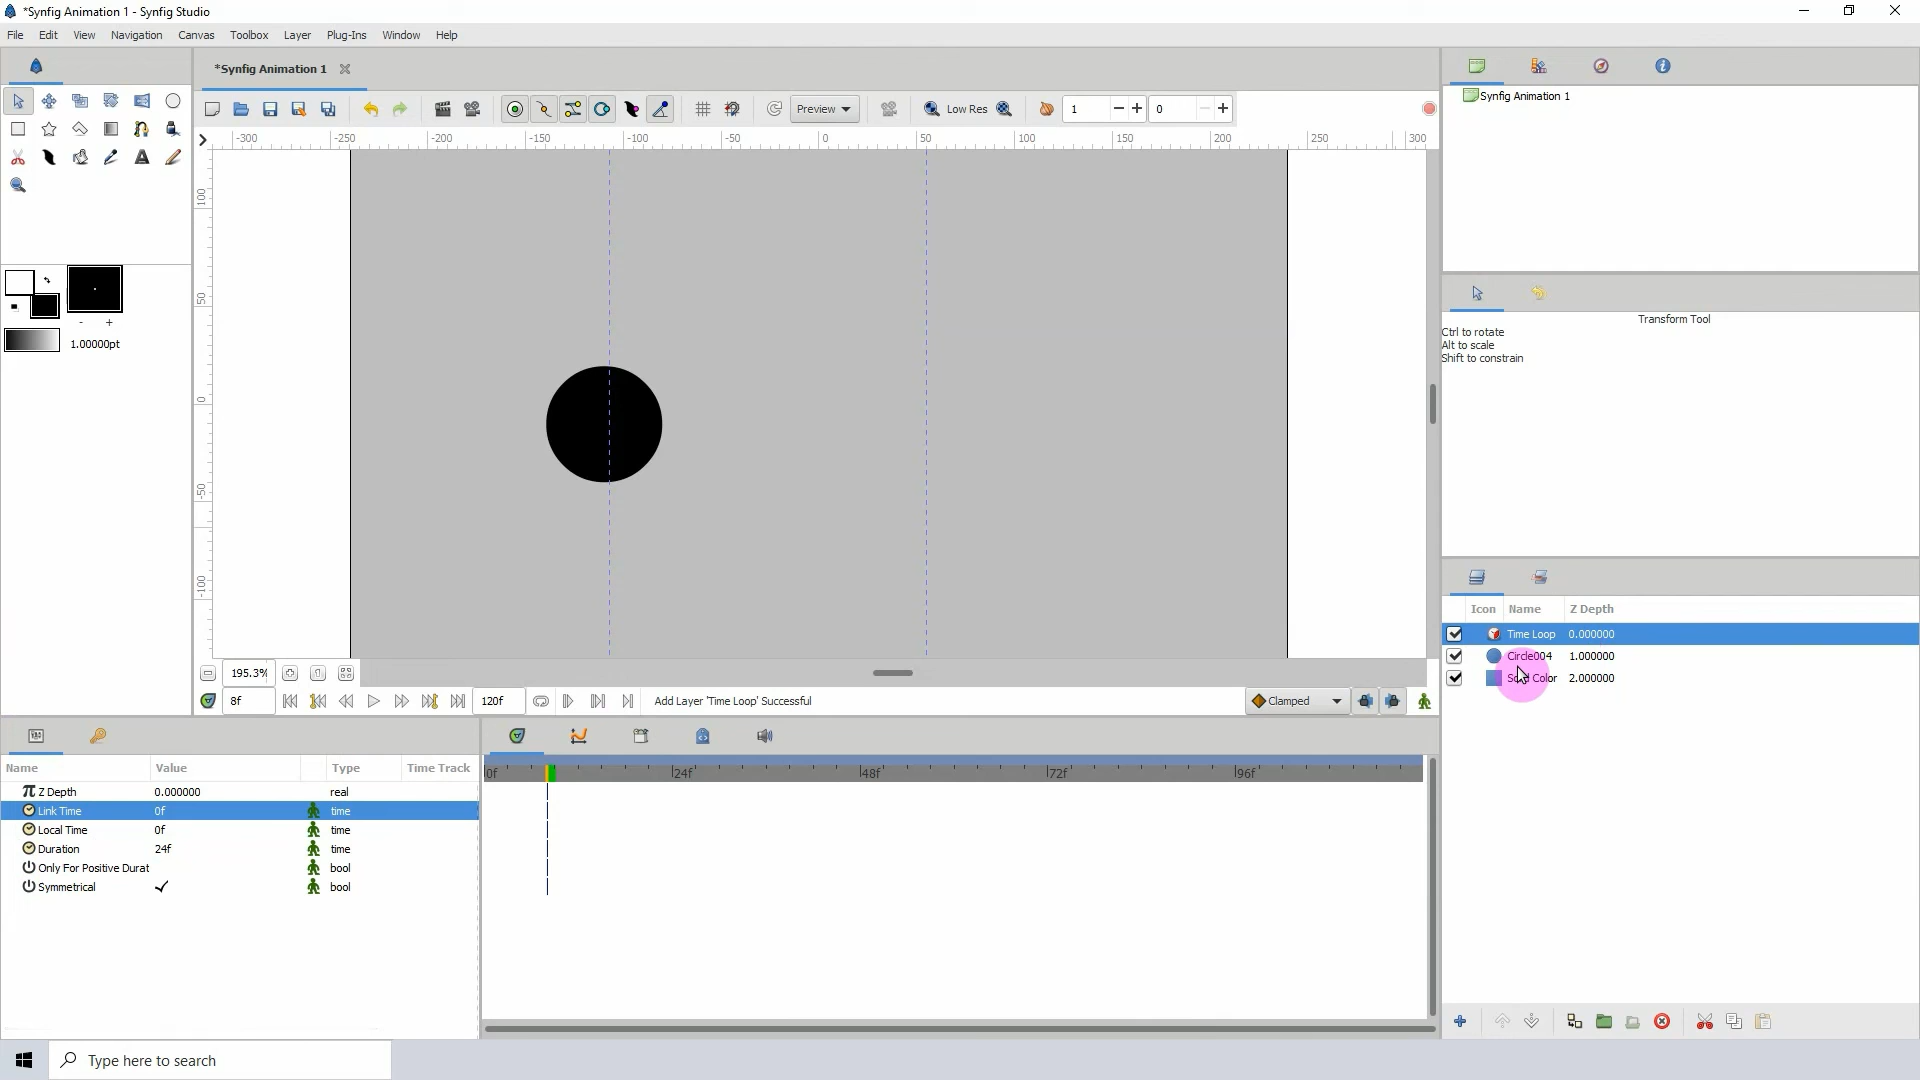 *Synfig Animation 1 - Synfig Studio
File Edit View Navigation Canvas Toolbox Layer Plug-Ins Window Help
*Synfig Animation 1
Preview Low Res 1 0
-300 -250 -200 -150 -100 -50 0 50 100 150 200 250 300
100
50
0
-50
-100
1.00000pt
195.3%
8f 120f Add Layer 'Time Loop' Successful Clamped
Synfig Animation 1
Transform Tool
Ctrl to rotate
Alt to scale
Shift to constrain
Icon Name Z Depth
Time Loop 0.000000
Circle004 1.000000
Color 2.000000
Name Value Type Time Track
Z Depth 0.000000 real
Link Time 0f time
Local Time 0f time
Duration 24f time
Only For Positive Durat bool
Symmetrical bool
0f 24f 48f 72f 96f
Type here to search